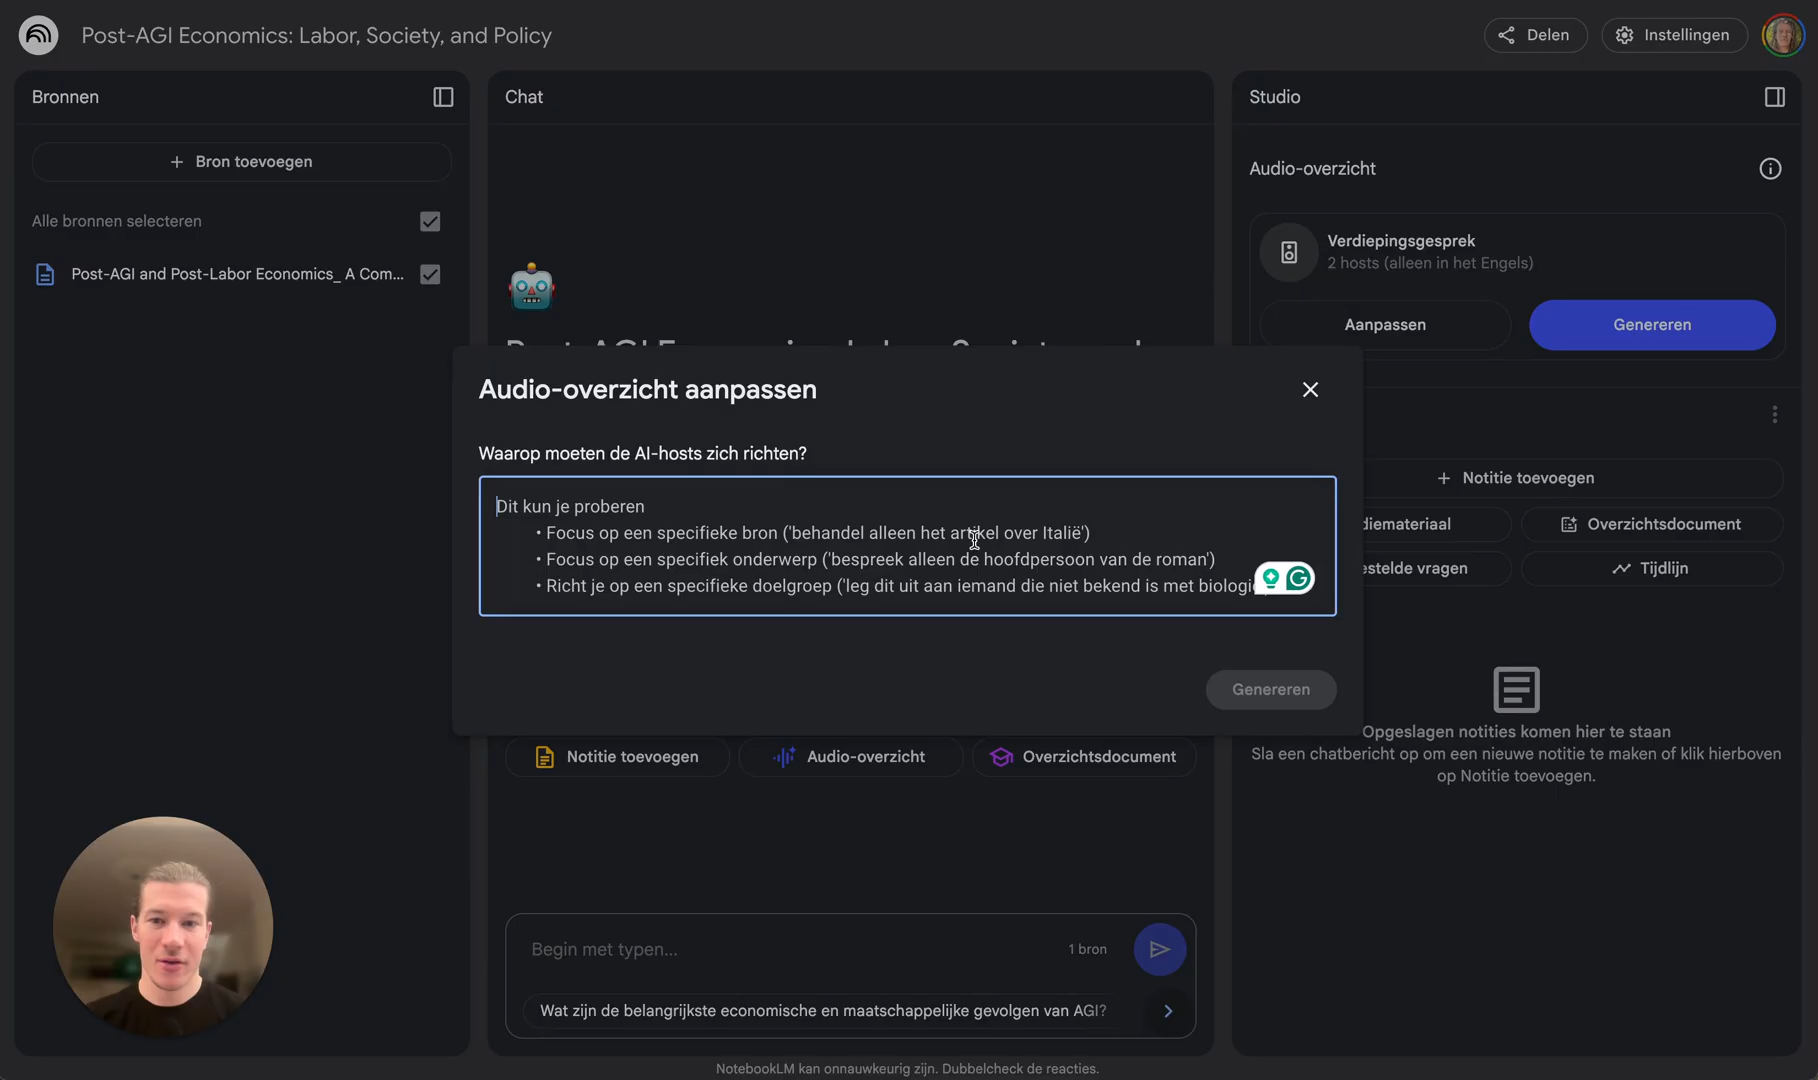 Post-AGI Economics: Labor, Society, and Policy
Delen
Instellingen
Bronnen
Chat
Studio
Bron toevoegen
Alle bronnen selecteren
Post-AGI and Post-Labor Economics_ A Com...
Audio-overzicht
Verdiepingsgesprek
2 hosts (alleen in het Engels)
Aanpassen
Genereren
Audio-overzicht aanpassen
Waarop moeten de AI-hosts zich richten?
Dit kun je proberen
• Focus op een specifieke bron ('behandel alleen het artikel over Italië')
• Focus op een specifiek onderwerp ('bespreek alleen de hoofdpersoon van de roman')
• Richt je op een specifieke doelgroep ('leg dit uit aan iemand die niet bekend is met biologie
Genereren
Notitie toevoegen
diemateriaal
Overzichtsdocument
estelde vragen
Tijdlijn
Opgeslagen notities komen hier te staan
Sla een chatbericht op om een nieuwe notitie te maken of klik hierboven
op Notitie toevoegen.
Notitie toevoegen
Audio-overzicht
Overzichtsdocument
Begin met typen...
1 bron
Wat zijn de belangrijkste economische en maatschappelijke gevolgen van AGI?
NotebookLM kan onnauwkeurig zijn. Dubbelcheck de reacties.